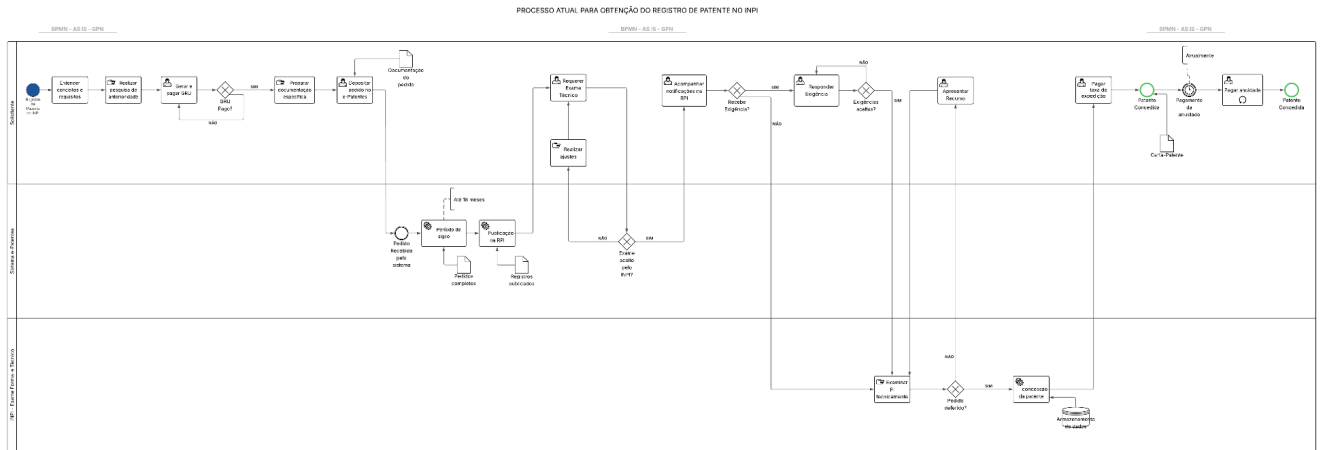 PROCESSO ATUAL PARA OBTENÇÃO DO REGISTRO DE PATENTE NO INPI
BPMN - AS IS - GPN
BPMN - AS IS - GPN
BPMN - AS IS - GPN
Solicitante
Registro
de
Patente
no INPI
Entender
conceitos e
requisitos
Realizar
pesquisa de
anterioridade
Gerar e
pagar GRU
GRU
Pago?
SIM
NÃO
Preparar
documentação
específica
Depositar
pedido no
e-Patentes
Documentação
do
pedido
Requerer
Exame
Técnico
Realizar
ajustes
Acompanhar
notificações na
RPI
Recebe
Exigência?
SIM
NÃO
Responder
Exigência
NÃO
Exigências
aceitas?
SIM
Apresentar
Recurso
Pagar
taxa de
expedição
Patente
Concedida
Carta-Patente
Anualmente
Pagamento
da
anuidade
Pagar anuidade
Patente
Concedida
Sistema e-Patentes
Pedido
Recebido
pelo
sistema
Até 18 meses
Período de
sigilo
Pedidos
completos
Publicação
na RPI
Registros
publicados
NÃO
SIM
Exame
aceito
pelo
INPI?
INPI - Exame Formal e Técnico
Examinar
NÃO
Pedido
deferido?
SIM
concessão
da patente
Armazenamento
de dados